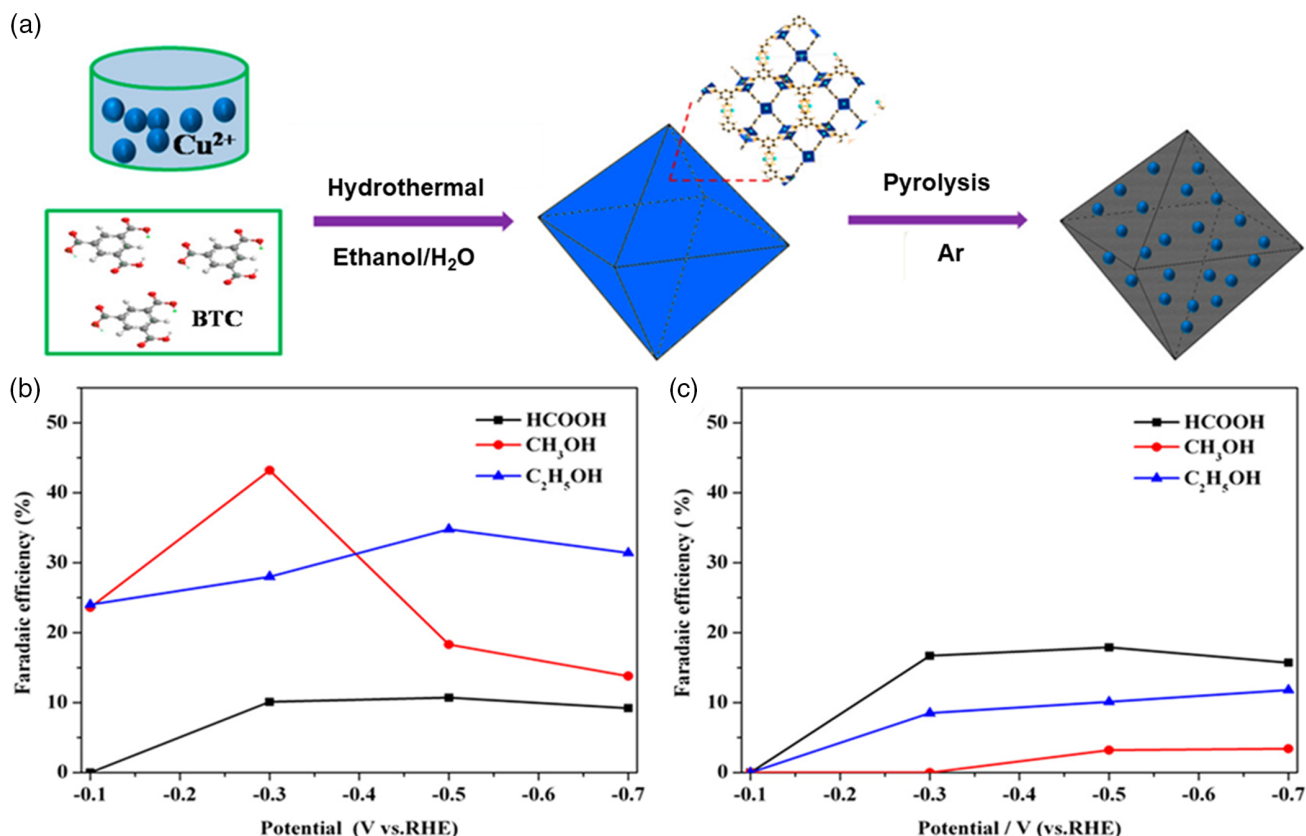 (a)
Cu²⁺
BTC
Hydrothermal
Ethanol/H₂O
Pyrolysis
Ar
(b)
50
40
30
20
10
0
Faradaic efficiency (%)
HCOOH
CH₃OH
C₂H₅OH
-0.1 -0.2 -0.3 -0.4 -0.5 -0.6 -0.7
Potential (V vs.RHE)
(c)
50
40
30
20
10
0
Faradaic efficiency ( %)
HCOOH
CH₃OH
C₂H₅OH
-0.1 -0.2 -0.3 -0.4 -0.5 -0.6 -0.7
Potential / V (vs.RHE)